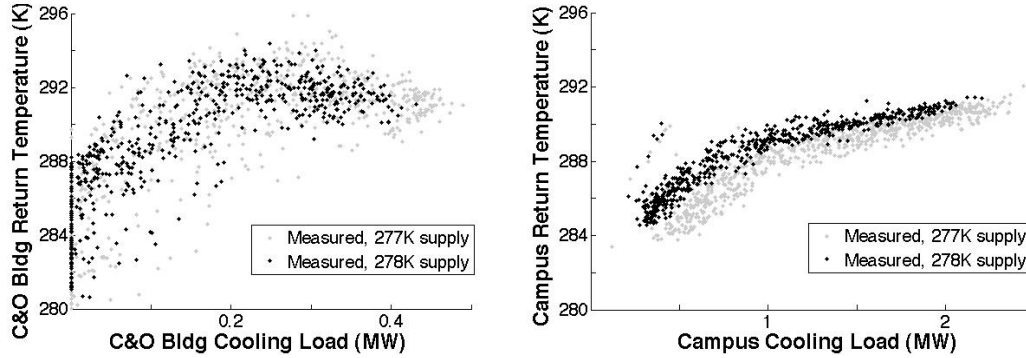 296
292
288
284
280
C&O Bldg Return Temperature (K)
Measured, 277K supply
Measured, 278K supply
0.2
0.4
C&O Bldg Cooling Load (MW)
296
292
288
284
280
Campus Return Temperature (K)
Measured, 277K supply
Measured, 278K supply
1
2
Campus Cooling Load (MW)